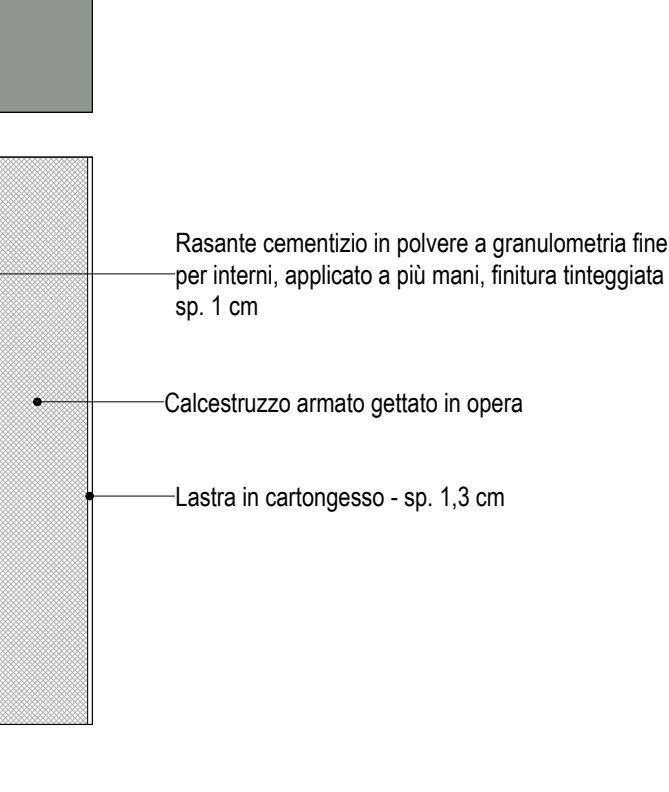 Rasante cementizio in polvere a granulometria fine
per interni, applicato a più mani, finitura tinteggiata
sp. 1 cm
Calcestruzzo armato gettato in opera
Lastra in cartongesso - sp. 1,3 cm